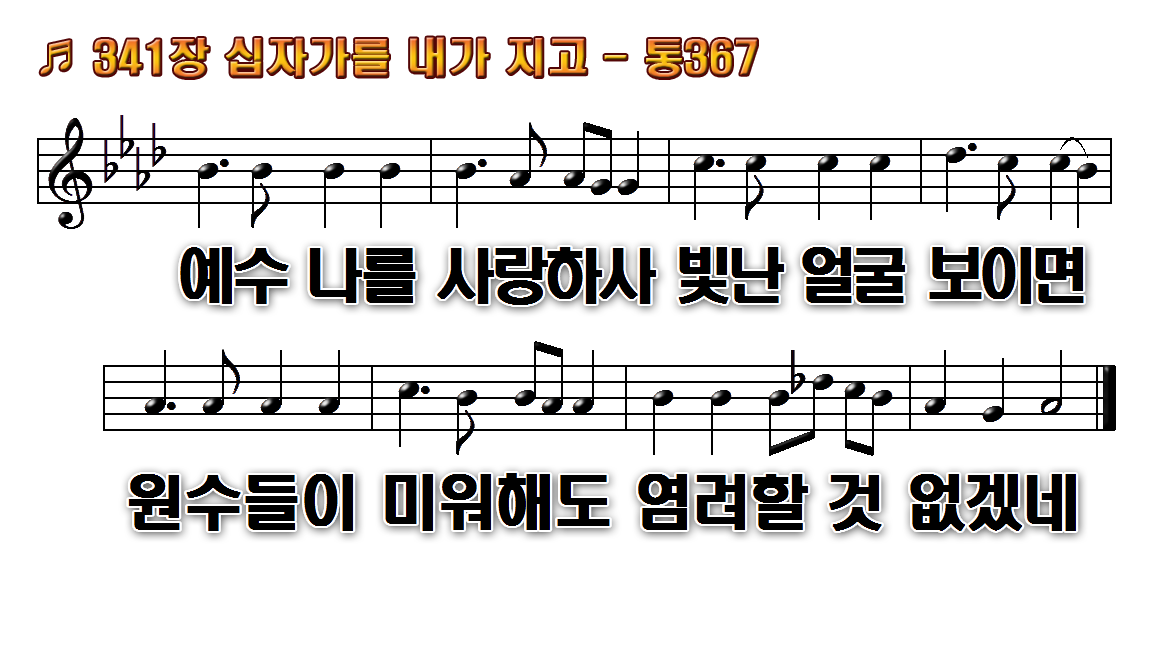 ♬ 341장 십자가를 내가 지고 - 통367
예수 나를 사랑하사 빛난 얼굴 보이면
원수들이 미워해도 염려할 것 없겠네